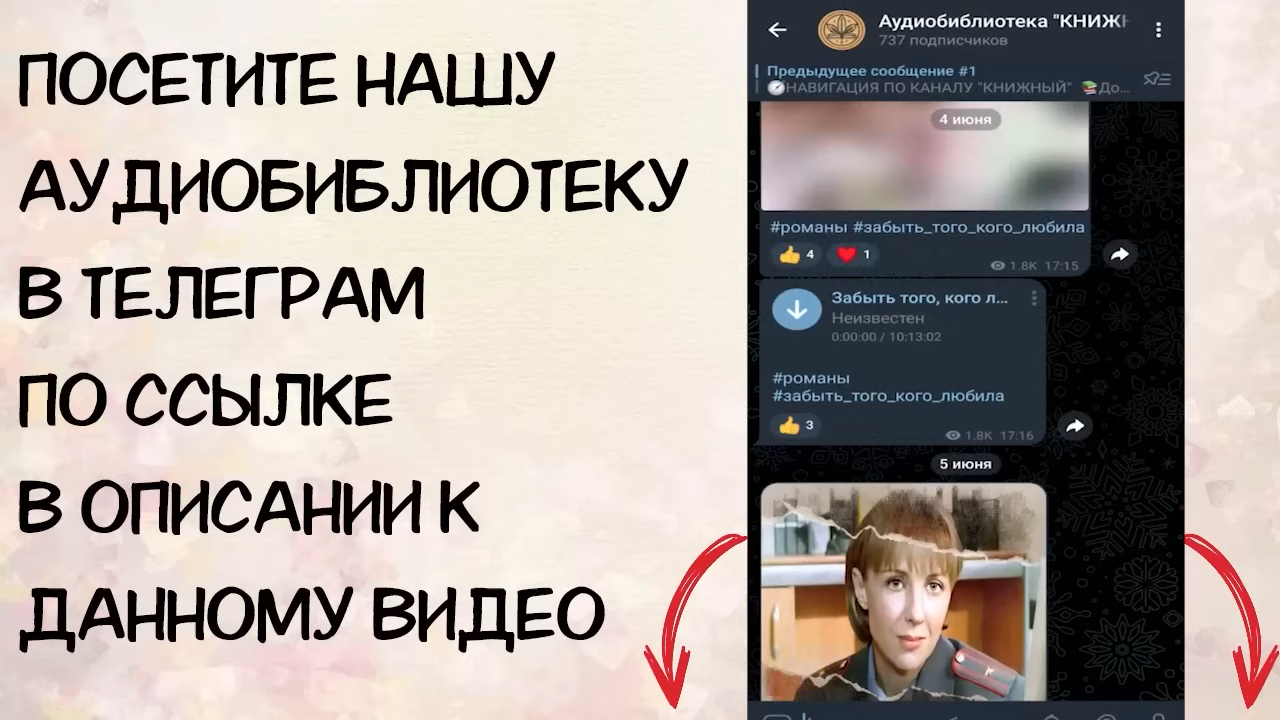 ПОСЕТИТЕ НАШУ
АУДИОБИБЛИОТЕКУ
В ТЕЛЕГРАМ
ПО ССЫЛКЕ
В ОПИСАНИИ К
ДАННОМУ ВИДЕО
Аудиобиблиотека "КНИЖН
737 подписчиков
Предыдущее сообщение #1
НАВИГАЦИЯ ПО КАНАЛУ "КНИЖНЫЙ" 📚До...
4 июня
#романы #забыть_того_кого_любила
👍 4 ❤️ 1
1.8K 17:15
Забыть того, кого л...
Неизвестен
0:00:00 / 10:13:02
#романы
#забыть_того_кого_любила
👍 3
1.8K 17:16
5 июня